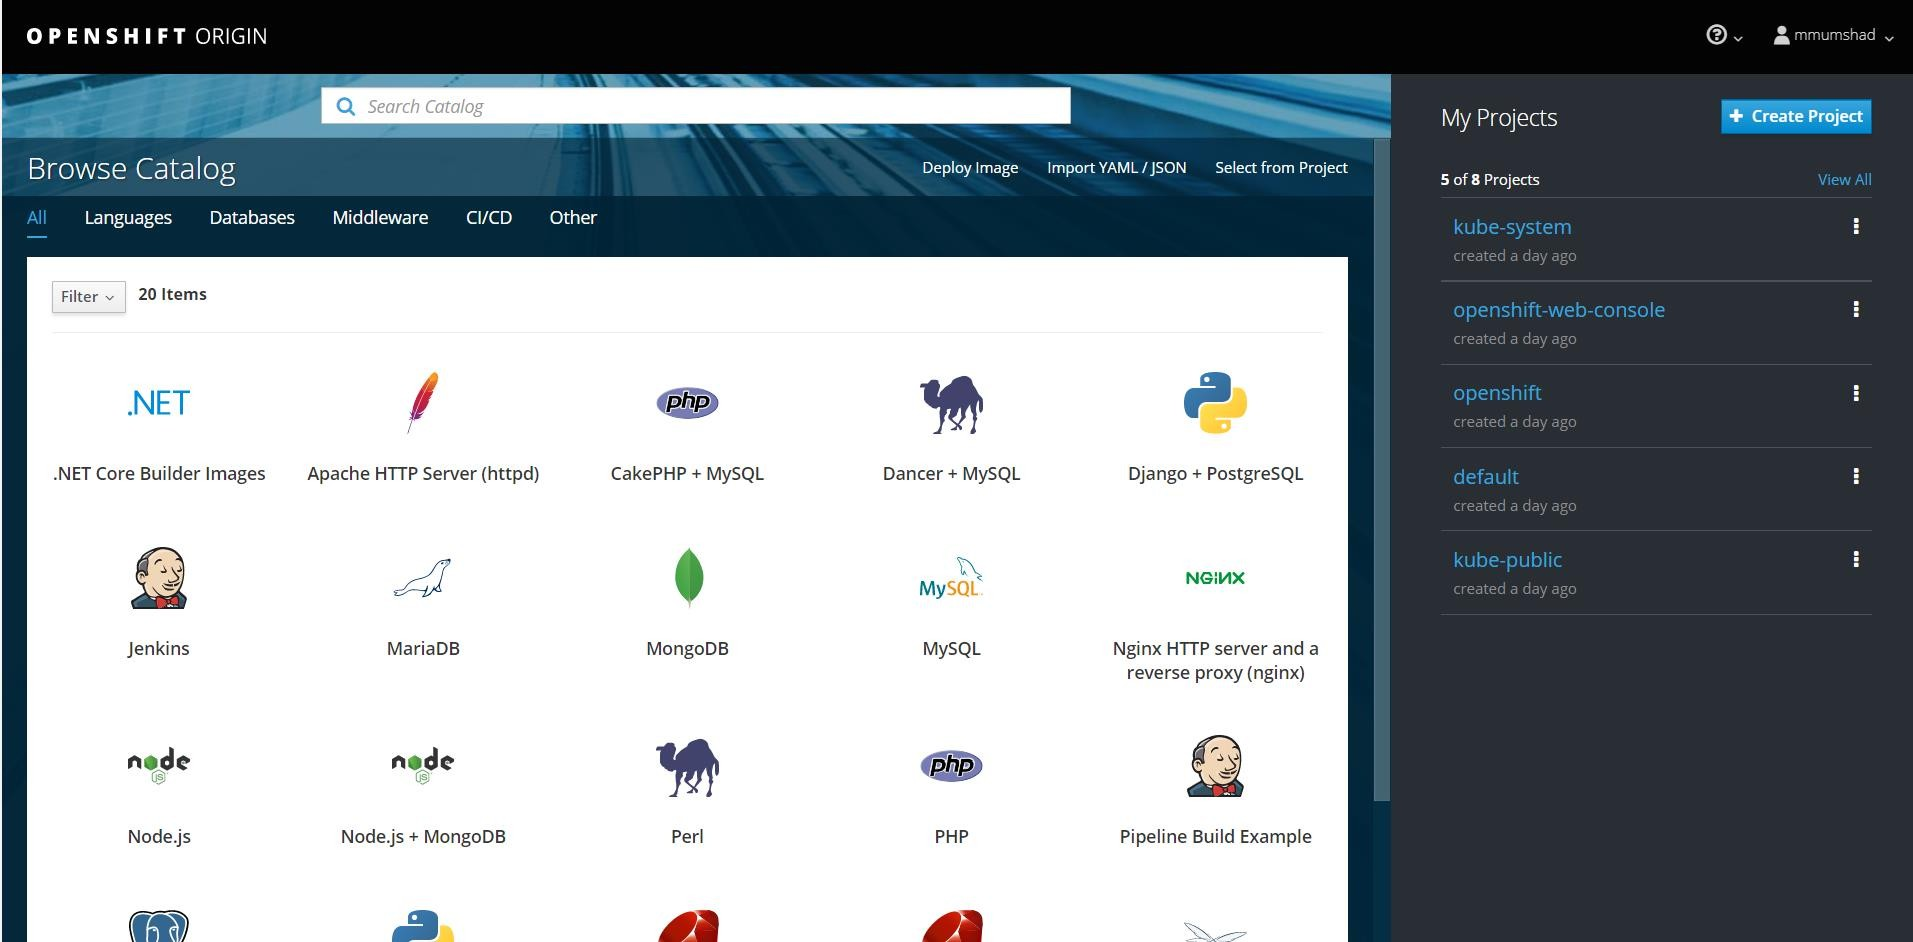 OPENSHIFT ORIGIN
mmumshad
Search Catalog
My Projects
+ Create Project
Browse Catalog
Deploy Image
Import YAML / JSON
Select from Project
5 of 8 Projects
View All
All
Languages
Databases
Middleware
CI/CD
Other
kube-system
created a day ago
openshift-web-console
created a day ago
openshift
created a day ago
default
created a day ago
kube-public
created a day ago
Filter
20 Items
.NET
php
.NET Core Builder Images
Apache HTTP Server (httpd)
CakePHP + MySQL
Dancer + MySQL
Django + PostgreSQL
MySQL
NGINX
Jenkins
MariaDB
MongoDB
MySQL
Nginx HTTP server and a
reverse proxy (nginx)
node
JS
node
JS
php
Node.js
Node.js + MongoDB
Perl
PHP
Pipeline Build Example